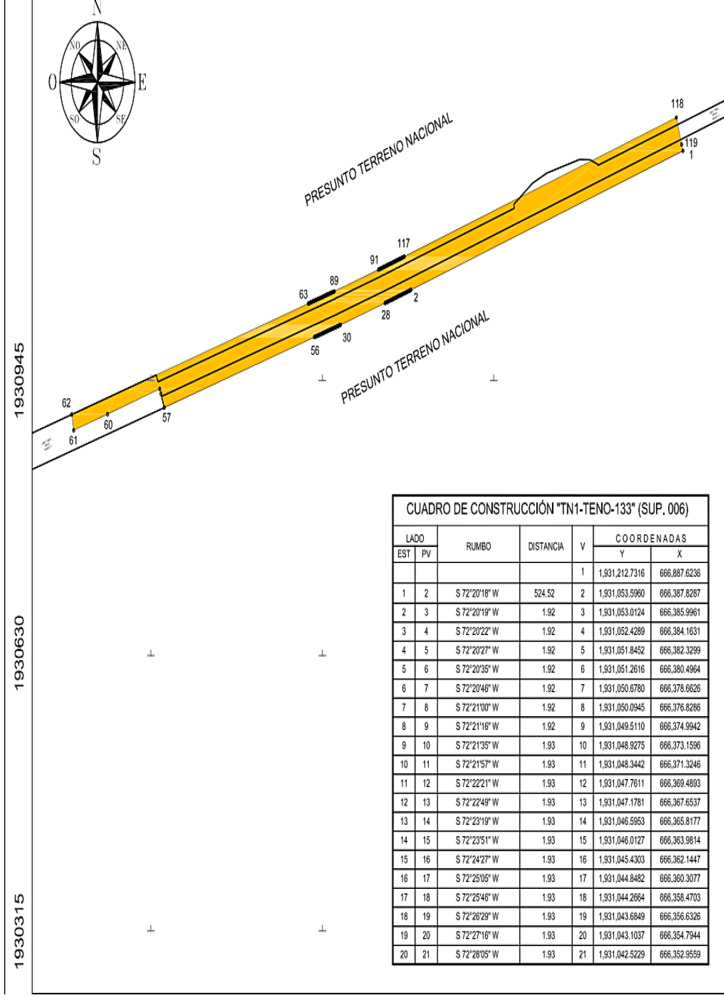 N
NO
NE
O
E
SO
SE
S
118
119
1
PRESUNTO TERRENO NACIONAL
117
91
89
63
2
28
30
56
PRESUNTO TERRENO NACIONAL
62
60
61
57
1930945
1930630
1930315
CUADRO DE CONSTRUCCIÓN "TN1-TENO-133" (SUP. 006)
LADO RUMBO DISTANCIA V COORDENADAS
EST PV Y X
1 1,931,212.7316 666,887.6236
1 2 S 72°20'18" W 524.52 2 1,931,053.5960 666,387.8287
2 3 S 72°20'19" W 1.92 3 1,931,053.0124 666,385.9961
3 4 S 72°20'22" W 1.92 4 1,931,052.4289 666,384.1631
4 5 S 72°20'27" W 1.92 5 1,931,051.8452 666,382.3299
5 6 S 72°20'35" W 1.92 6 1,931,051.2616 666,380.4964
6 7 S 72°20'46" W 1.92 7 1,931,050.6780 666,378.6626
7 8 S 72°21'00" W 1.92 8 1,931,050.0945 666,376.8286
8 9 S 72°21'16" W 1.92 9 1,931,049.5110 666,374.9942
9 10 S 72°21'35" W 1.93 10 1,931,048.9275 666,373.1596
10 11 S 72°21'57" W 1.93 11 1,931,048.3442 666,371.3246
11 12 S 72°22'21" W 1.93 12 1,931,047.7611 666,369.4893
12 13 S 72°22'49" W 1.93 13 1,931,047.1781 666,367.6537
13 14 S 72°23'19" W 1.93 14 1,931,046.5953 666,365.8177
14 15 S 72°23'51" W 1.93 15 1,931,046.0127 666,363.9814
15 16 S 72°24'27" W 1.93 16 1,931,045.4303 666,362.1447
16 17 S 72°25'05" W 1.93 17 1,931,044.8482 666,360.3077
17 18 S 72°25'46" W 1.93 18 1,931,044.2664 666,358.4703
18 19 S 72°26'29" W 1.93 19 1,931,043.6849 666,356.6326
19 20 S 72°27'16" W 1.93 20 1,931,043.1037 666,354.7944
20 21 S 72°28'05" W 1.93 21 1,931,042.5229 666,352.9559